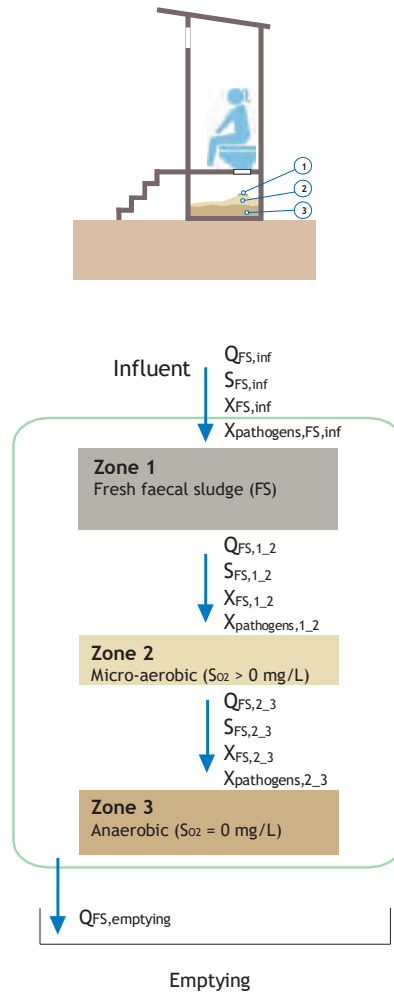 1
2
3
Influent
QFS,inf
SFS,inf
XFS,inf
Xpathogens,FS,inf
Zone 1
Fresh faecal sludge (FS)
QFS,1_2
SFS,1_2
XFS,1_2
Xpathogens,1_2
Zone 2
Micro-aerobic (SO2 > 0 mg/L)
QFS,2_3
SFS,2_3
XFS,2_3
Xpathogens,2_3
Zone 3
Anaerobic (SO2 = 0 mg/L)
QFS,emptying
Emptying